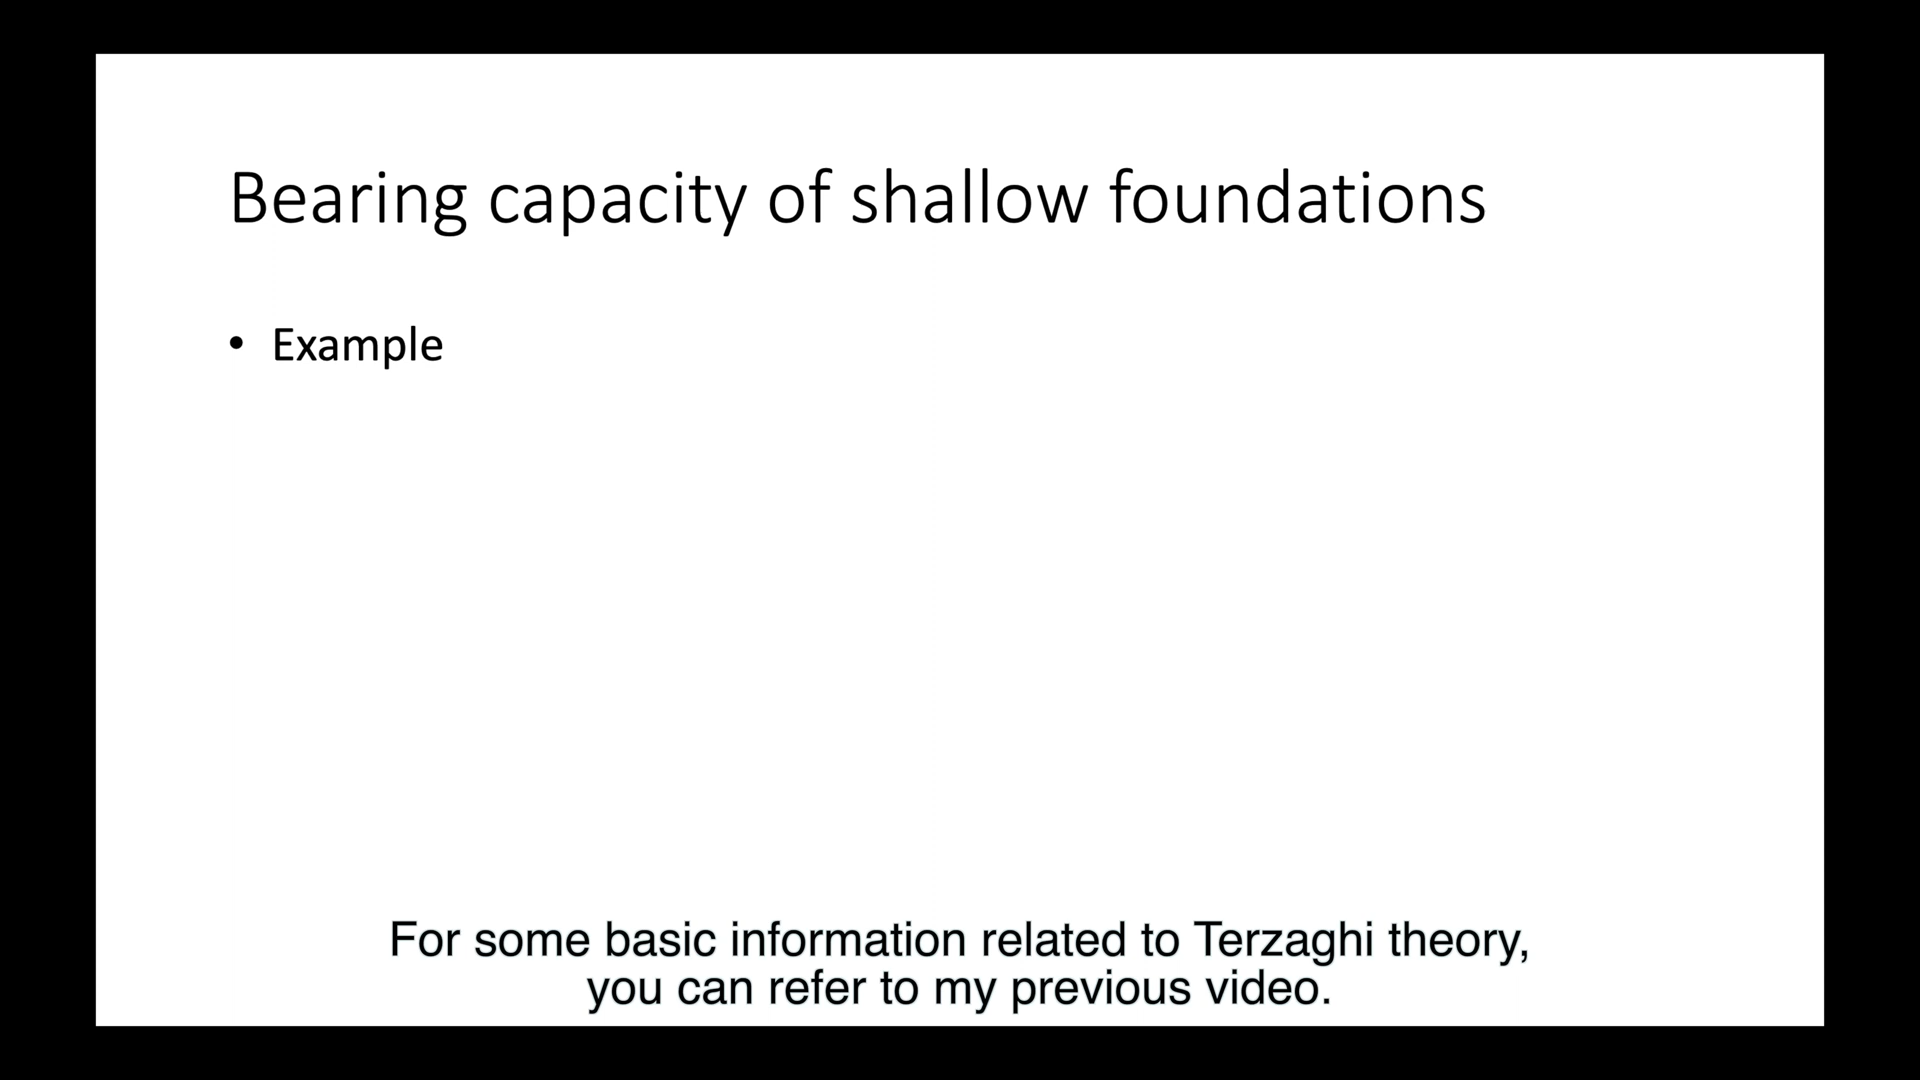 Bearing capacity of shallow foundations
• Example
For some basic information related to Terzaghi theory,
you can refer to my previous video.